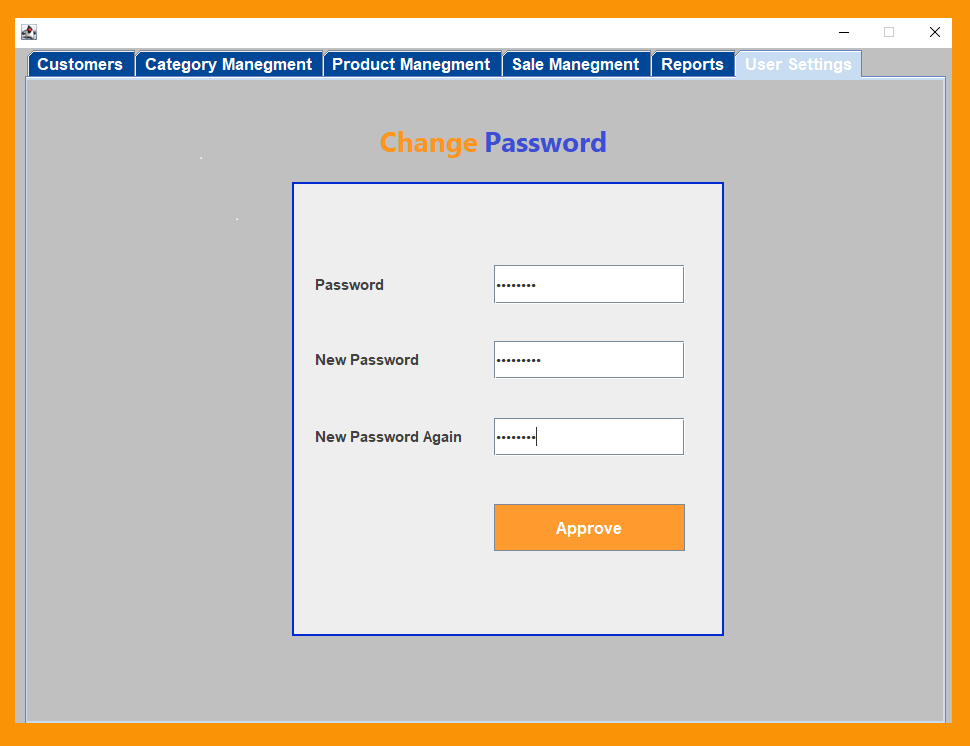 Customers Category Manegment Product Manegment Sale Manegment Reports User Settings
Change Password
Password ••••••••
New Password •••••••••
New Password Again ••••••••
Approve